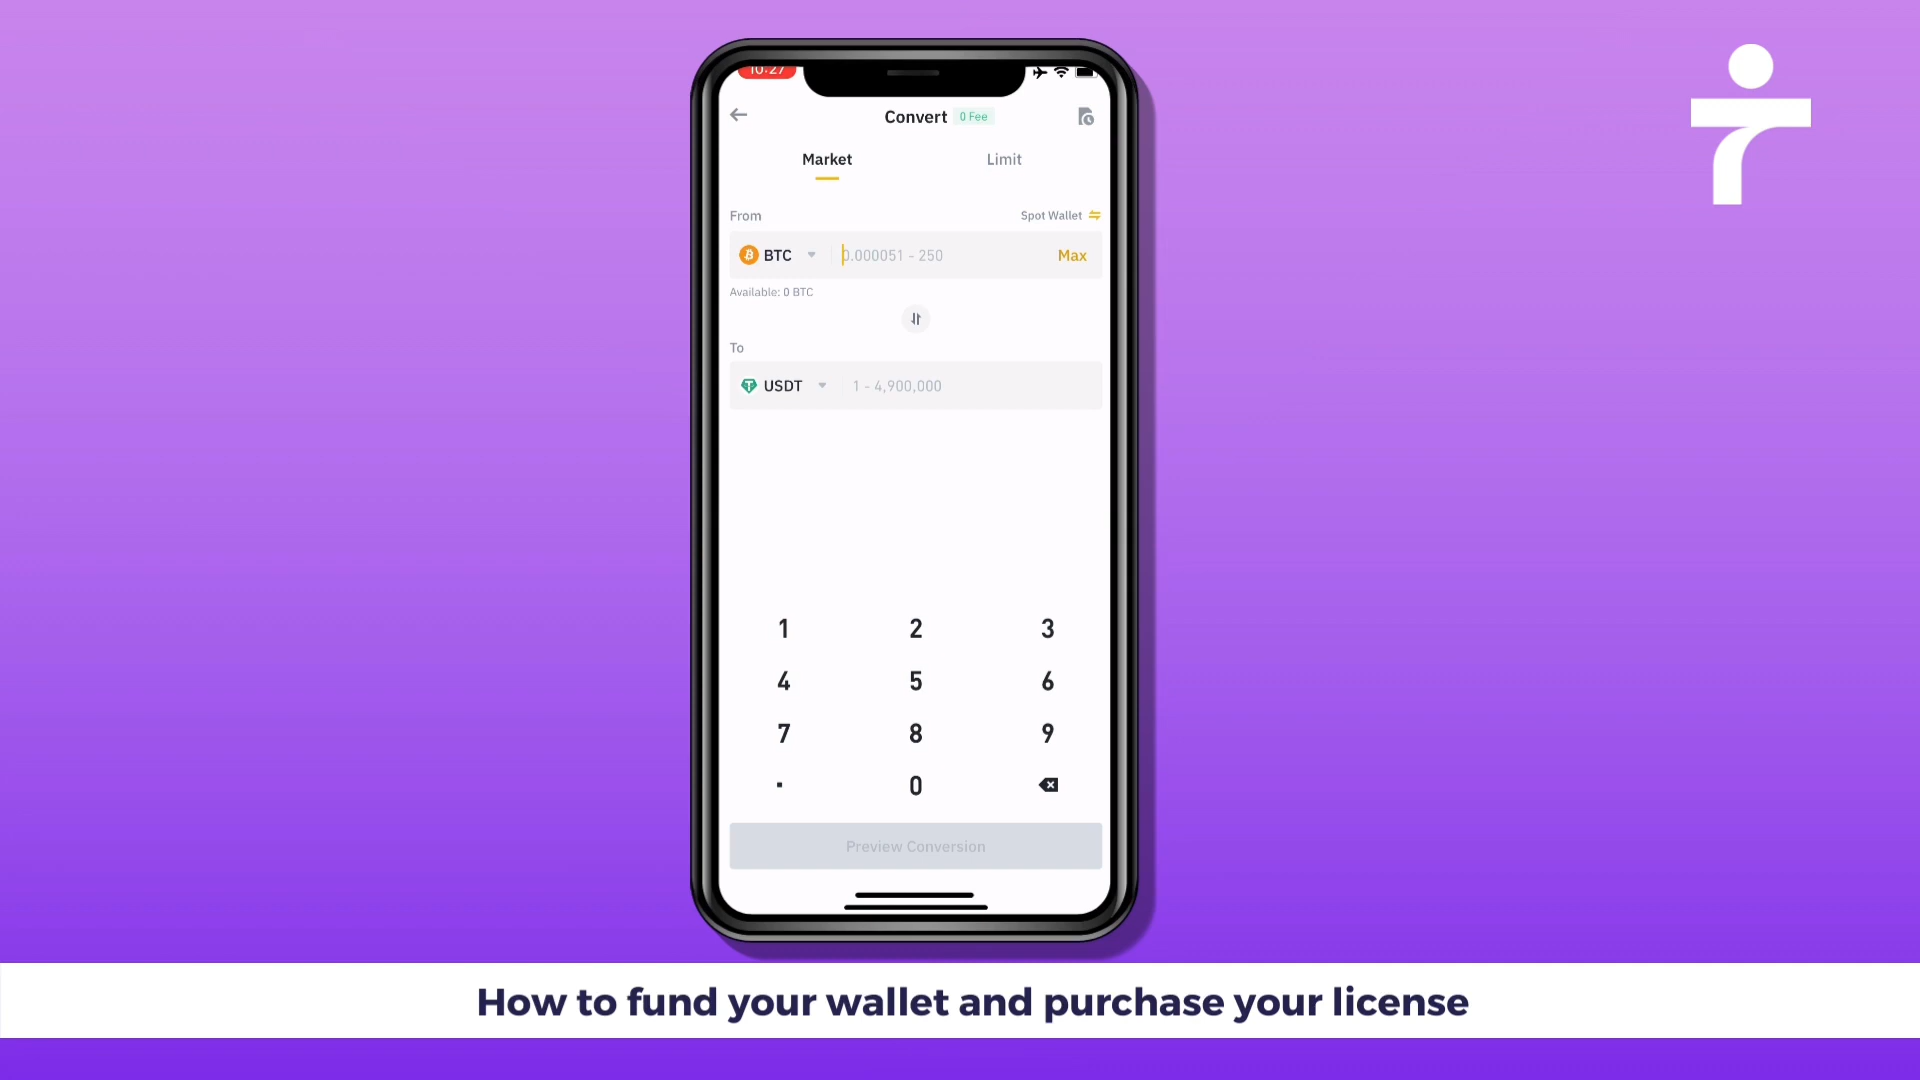 10:27
Convert 0 Fee
Market Limit
From Spot Wallet
BTC 0.000051 - 250 Max
Available: 0 BTC
To
USDT 1 - 4,900,000
1 2 3
4 5 6
7 8 9
. 0
Preview Conversion
How to fund your wallet and purchase your license